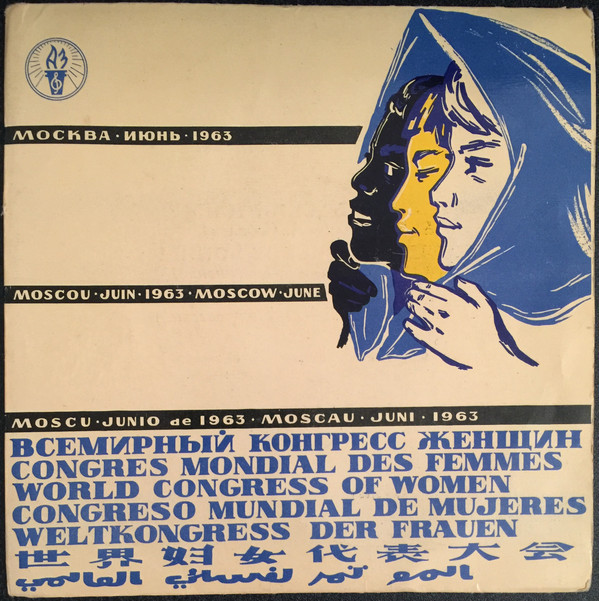 АЗ
МОСКВА · ИЮНЬ · 1963
MOSCOU · JUIN · 1963 · MOSCOW · JUNE
MOSCU · JUNIO de 1963 · MOSCAU · JUNI · 1963
ВСЕМИРНЫЙ КОНГРЕСС ЖЕНЩИН
CONGRES MONDIAL DES FEMMES
WORLD CONGRESS OF WOMEN
CONGRESO MUNDIAL DE MUJERES
WELTKONGRESS DER FRAUEN
世界妇女代表大会